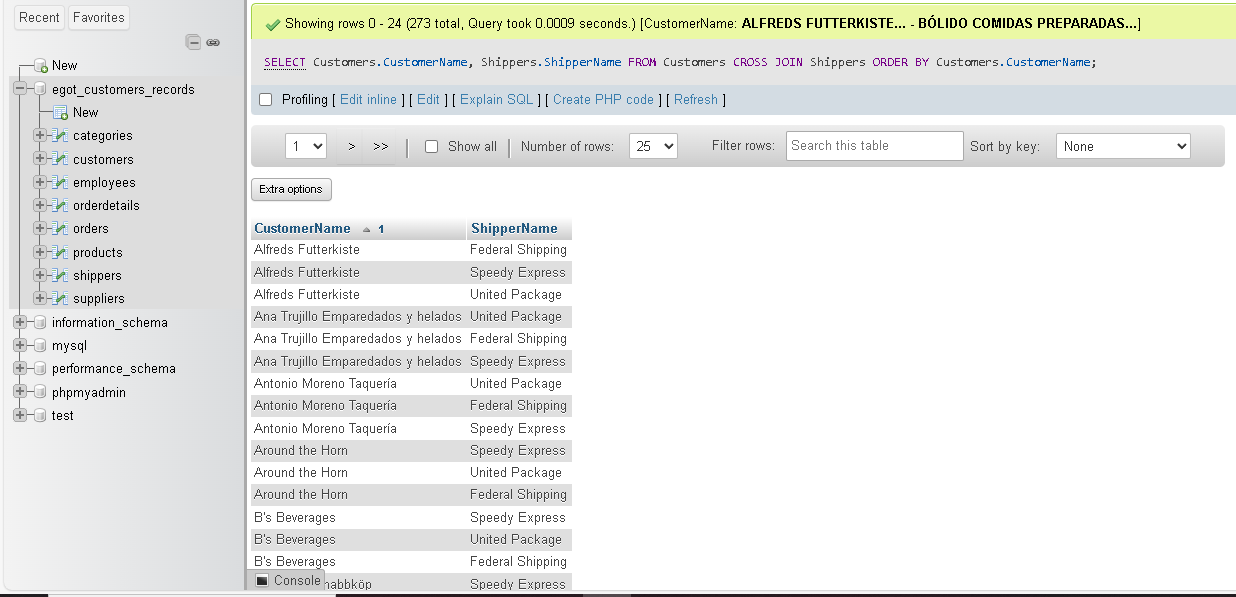 Recent Favorites
New
egot_customers_records
New
categories
customers
employees
orderdetails
orders
products
shippers
suppliers
information_schema
mysql
performance_schema
phpmyadmin
test
Showing rows 0 - 24 (273 total, Query took 0.0009 seconds.) [CustomerName: ALFREDS FUTTERKISTE... - BÓLIDO COMIDAS PREPARADAS...]
SELECT Customers.CustomerName, Shippers.ShipperName FROM Customers CROSS JOIN Shippers ORDER BY Customers.CustomerName;
Profiling [ Edit inline ] [ Edit ] [ Explain SQL ] [ Create PHP code ] [ Refresh ]
1 > >> | Show all | Number of rows: 25 Filter rows: Search this table Sort by key: None
Extra options
CustomerName 1 ShipperName
Alfreds Futterkiste Federal Shipping
Alfreds Futterkiste Speedy Express
Alfreds Futterkiste United Package
Ana Trujillo Emparedados y helados United Package
Ana Trujillo Emparedados y helados Federal Shipping
Ana Trujillo Emparedados y helados Speedy Express
Antonio Moreno Taquería United Package
Antonio Moreno Taquería Federal Shipping
Antonio Moreno Taquería Speedy Express
Around the Horn Speedy Express
Around the Horn United Package
Around the Horn Federal Shipping
B's Beverages Speedy Express
B's Beverages United Package
B's Beverages Federal Shipping
Console nabbköp Speedy Express